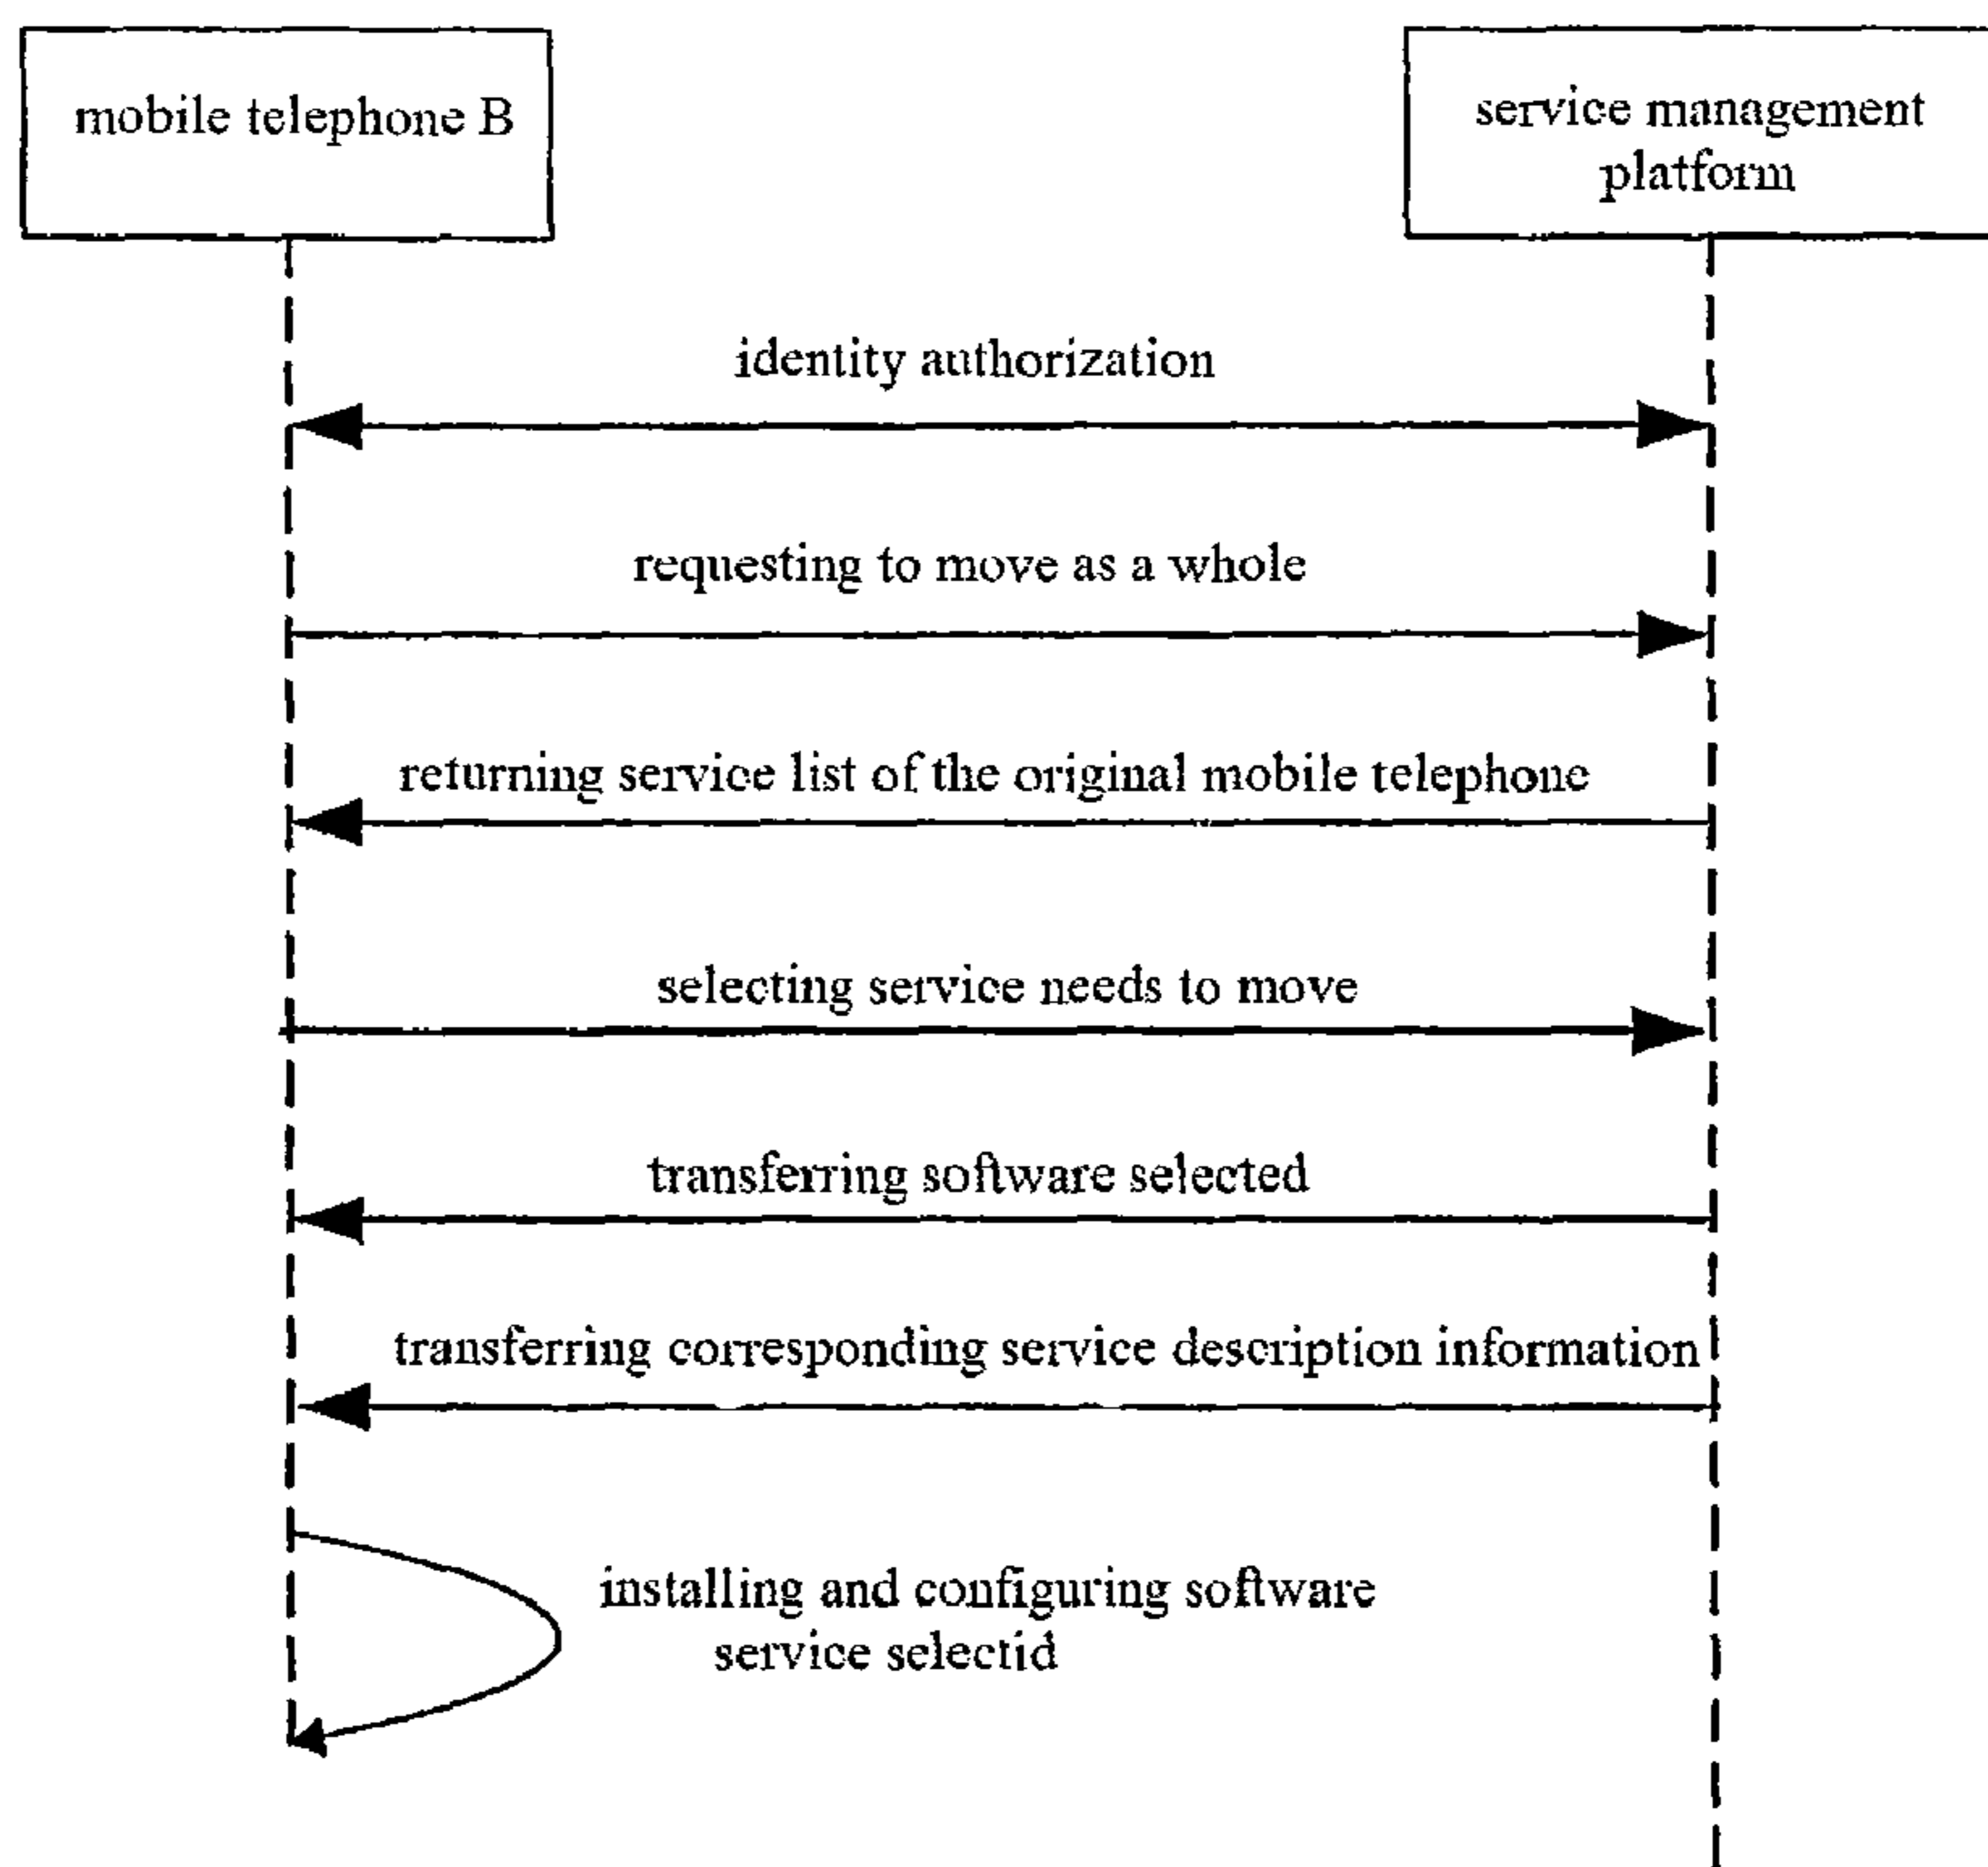 mobile telephone B
service management
platform
identity authorization
requesting to move as a whole
returning service list of the original mobile telephone
selecting service needs to move
transferring software selected
transferring corresponding service description information
installing and configuring software
service selectid